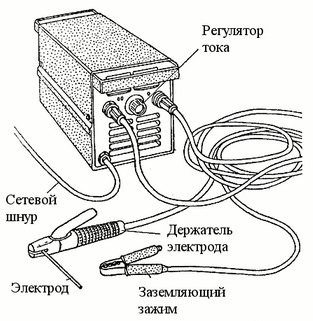 Регулятор
тока
Сетевой
шнур
Держатель
электрода
Электрод
Заземляющий
зажим